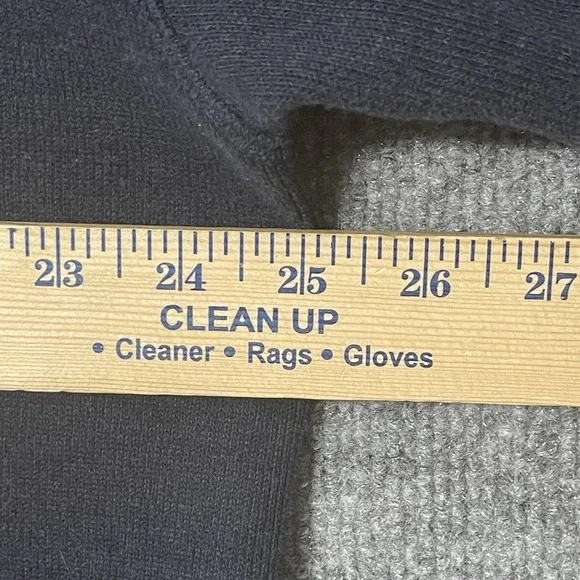 23 24 25 26 27
CLEAN UP
• Cleaner • Rags • Gloves